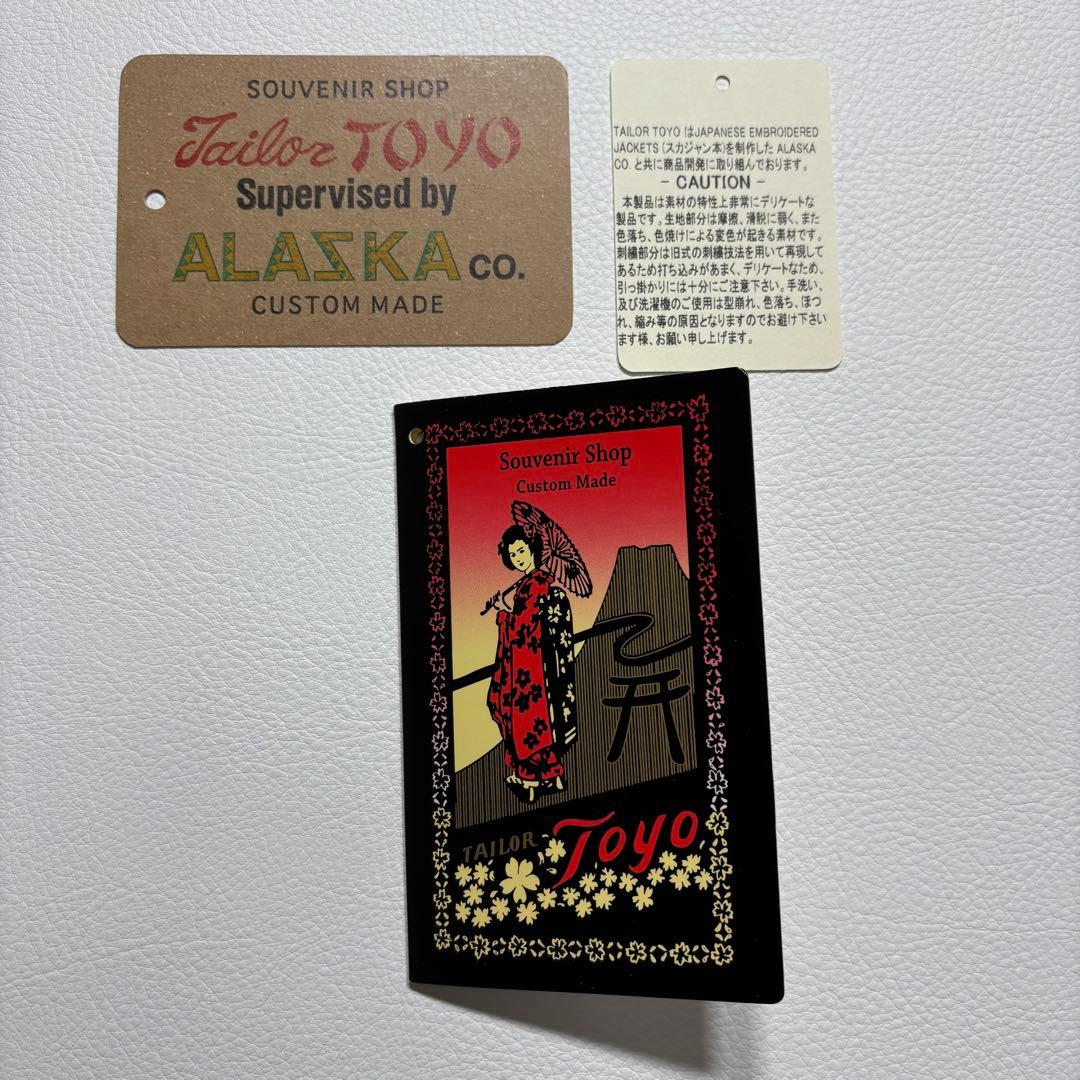 SOUVENIR SHOP
Tailor TOYO
Supervised by
ALASKA CO.
CUSTOM MADE
TAILOR TOYO はJAPANESE EMBROIDERED
JACKETS (スカジャン本)を制作した ALASKA
CO. と共に商品開発に取り組んでおります。
- CAUTION -
本製品は素材の特性上非常にデリケートな
製品です。生地部分は摩擦、滑脱に弱く、また
色落ち、色焼けによる変色が起きる素材です。
刺繍部分は旧式の刺繍技法を用いて再現して
あるため打ち込みがあまく、デリケートなため、
引っ掛かりには十分にご注意下さい。手洗い、
及び洗濯機のご使用は型崩れ、色落ち、ほつ
れ、縮み等の原因となりますのでお避け下さい
ます様、お願い申し上げます。
Souvenir Shop
Custom Made
TAILOR Toyo